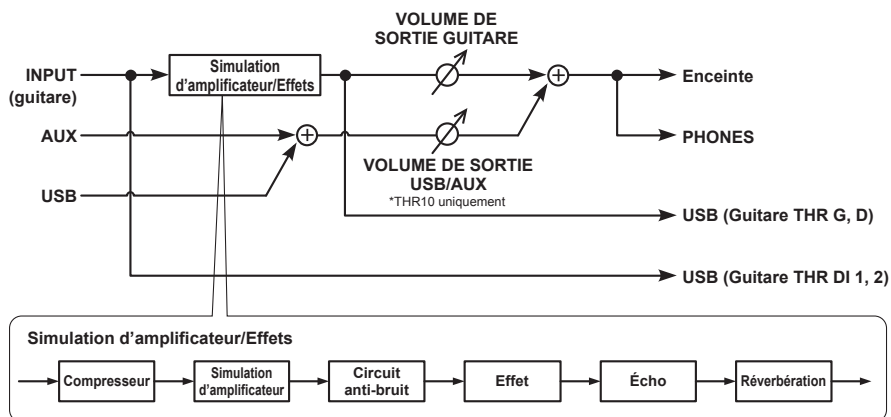 VOLUME DE
SORTIE GUITARE
INPUT
(guitare)
Simulation
d’amplificateur/Effets
Enceinte
AUX
PHONES
USB
VOLUME DE SORTIE
USB/AUX
*THR10 uniquement
USB (Guitare THR G, D)
USB (Guitare THR DI 1, 2)
Simulation d’amplificateur/Effets
Compresseur
Simulation
d’amplificateur
Circuit
anti-bruit
Effet
Écho
Réverbération